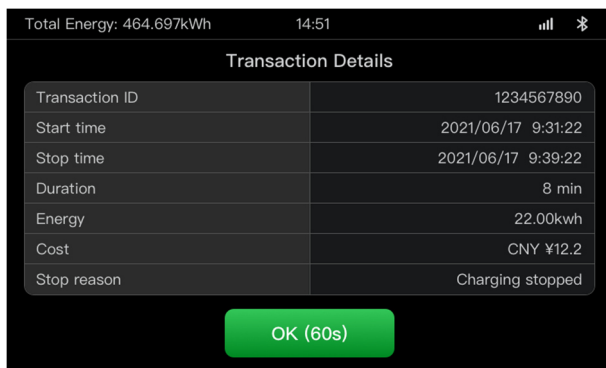 Total Energy: 464.697kWh 14:51
Transaction Details
Transaction ID 1234567890
Start time 2021/06/17 9:31:22
Stop time 2021/06/17 9:39:22
Duration 8 min
Energy 22.00kwh
Cost CNY ¥12.2
Stop reason Charging stopped
OK (60s)